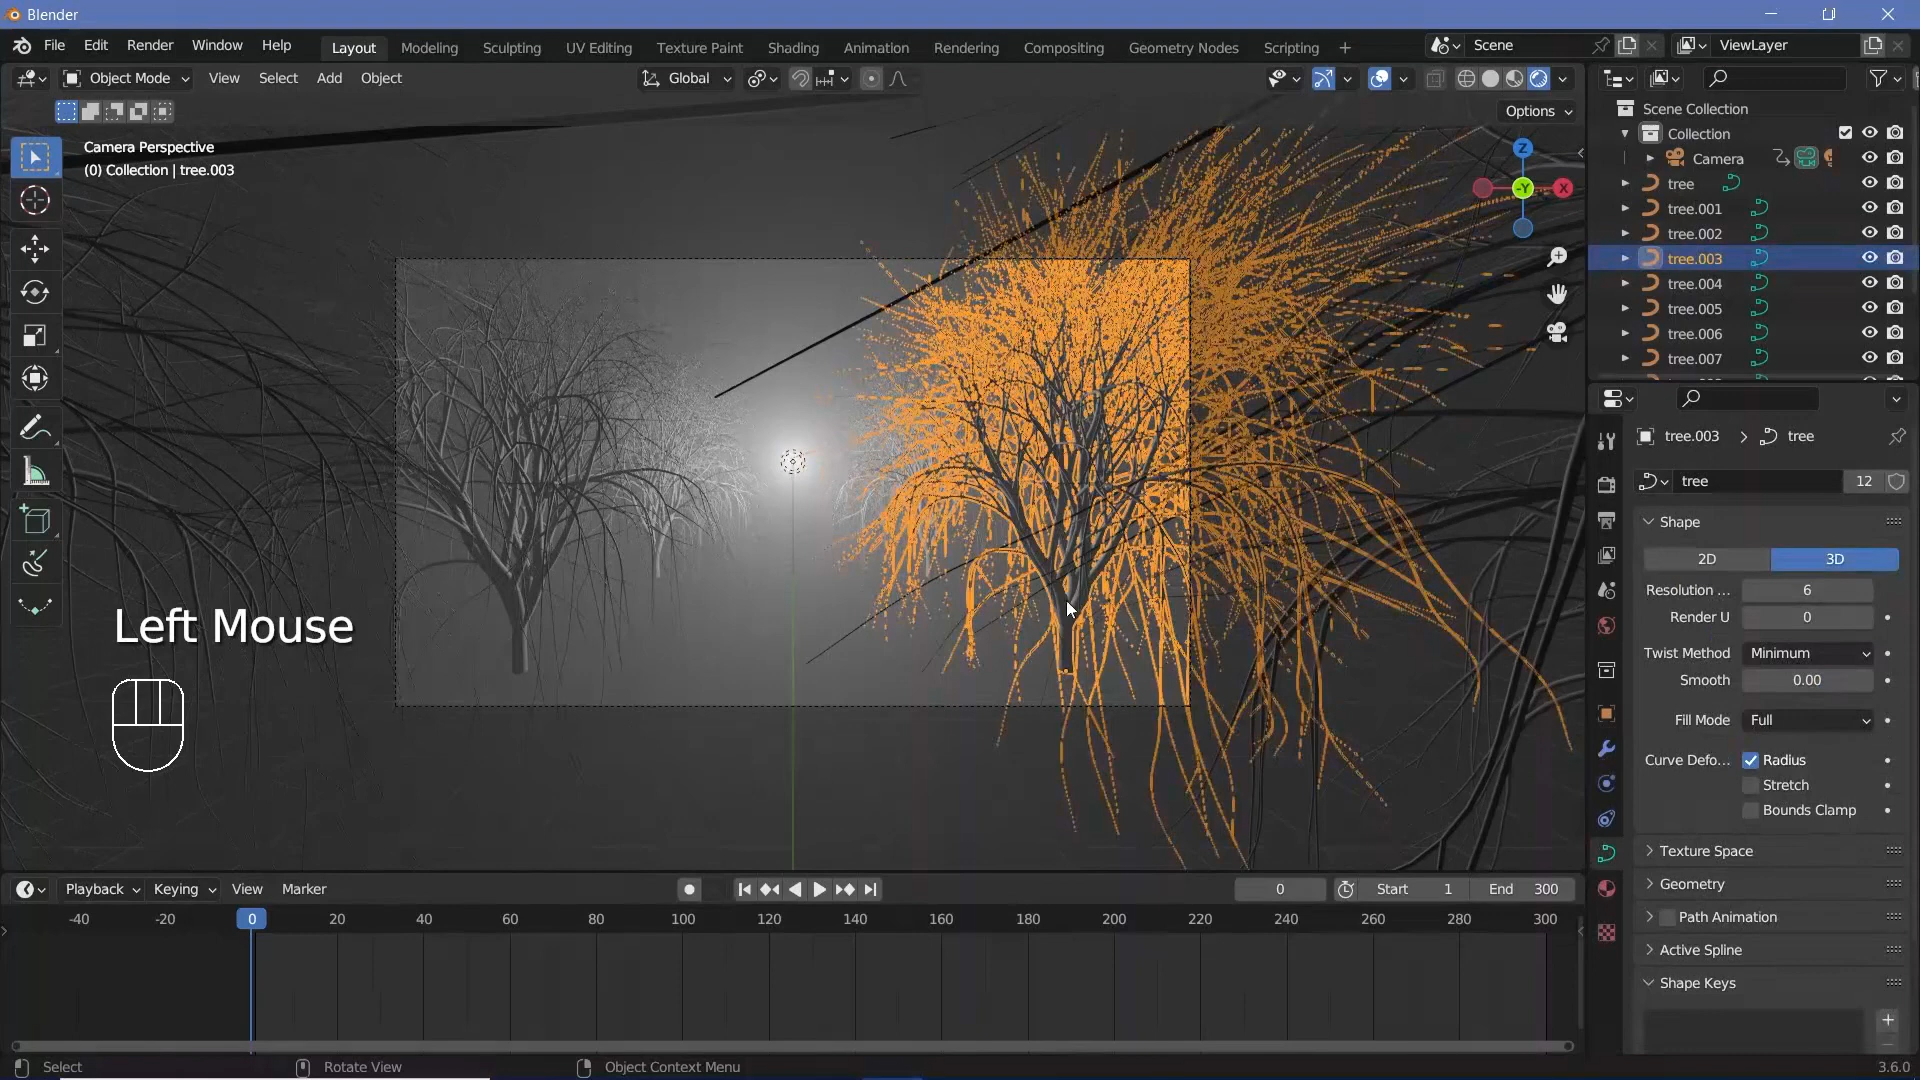 Blender
File Edit Render Window Help
Layout Modeling Sculpting UV Editing Texture Paint Shading Animation Rendering Compositing Geometry Nodes Scripting +
Scene
ViewLayer
Object Mode View Select Add Object
Global
Options
Camera Perspective
(0) Collection | tree.003
Z
-Y
X
Left Mouse
Scene Collection
Collection
Camera
tree
tree.001
tree.002
tree.003
tree.004
tree.005
tree.006
tree.007
tree.003 > tree
tree 12
Shape
2D 3D
Resolution ... 6
Render U 0
Twist Method Minimum
Smooth 0.00
Fill Mode Full
Curve Defo... Radius
Stretch
Bounds Clamp
Texture Space
Geometry
Path Animation
Active Spline
Shape Keys
Playback Keying View Marker
0 Start 1 End 300
-40 -20 0 20 40 60 80 100 120 140 160 180 200 220 240 260 280 300
Select Rotate View Object Context Menu
3.6.0